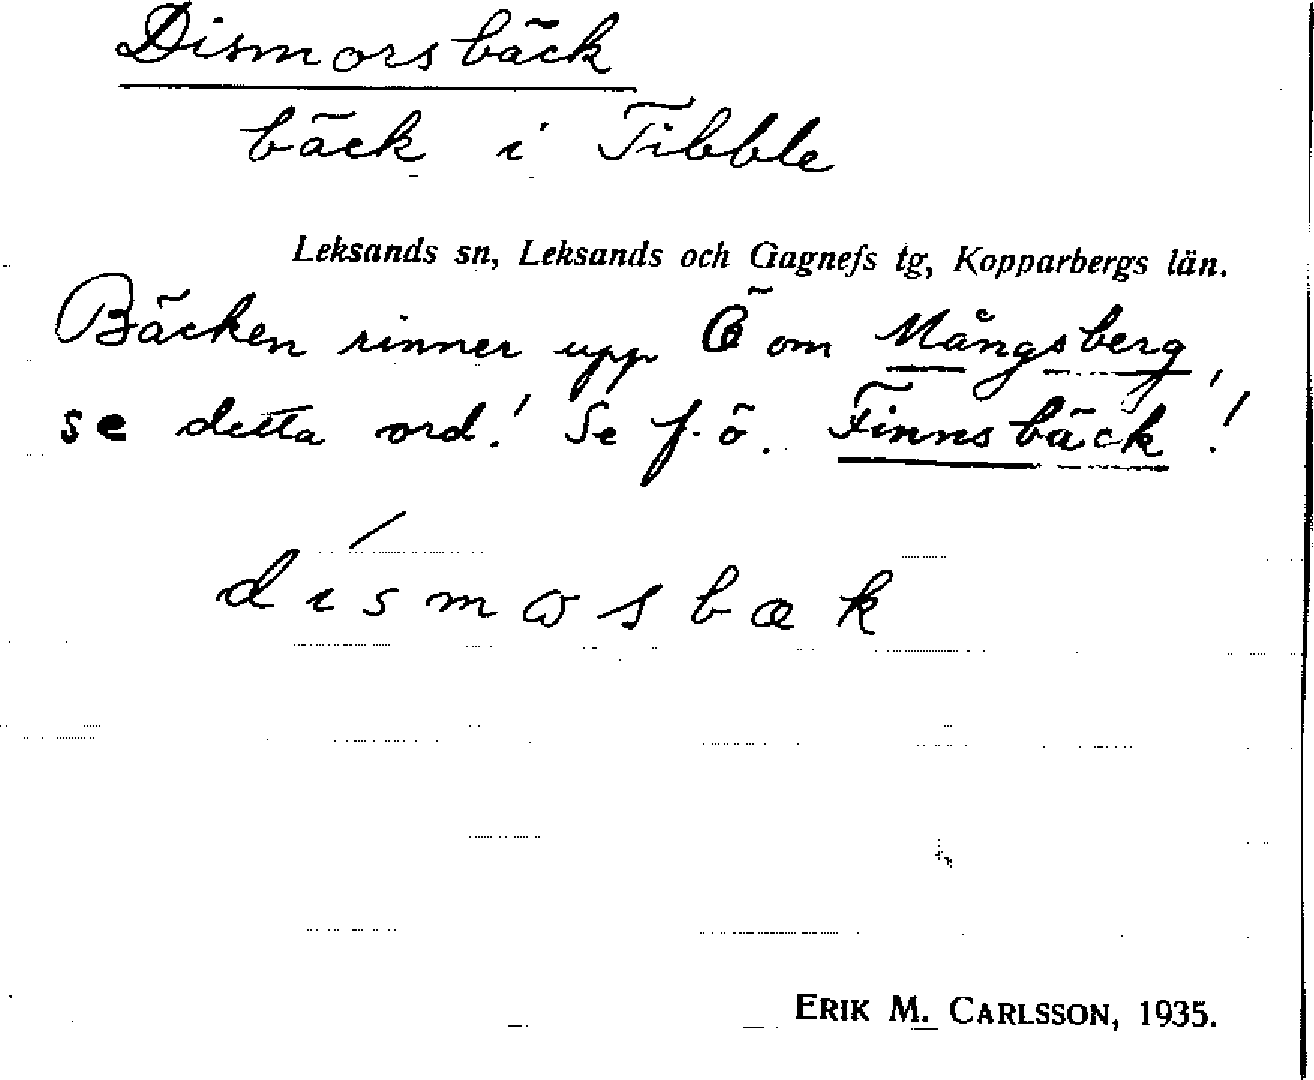 Dismorsbäck
bäck i Tibble
Leksands sn, Leksands och Gagnefs tg, Kopparbergs län.
Bäcken rinner upp Ö om Mångsberg,
se detta ord! Se f. ö. Finnsbäck!
dísmosbæk
ERIK M. CARLSSON, 1935.